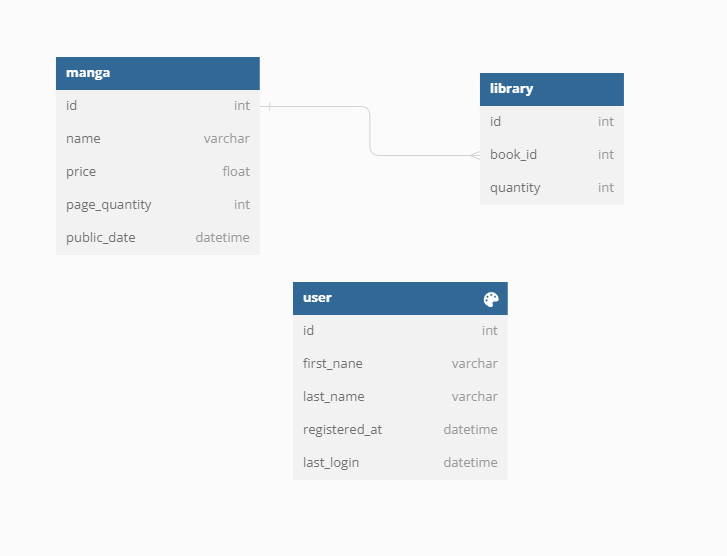 manga
id int
name varchar
price float
page_quantity int
public_date datetime
library
id int
book_id int
quantity int
user
id int
first_nane varchar
last_name varchar
registered_at datetime
last_login datetime